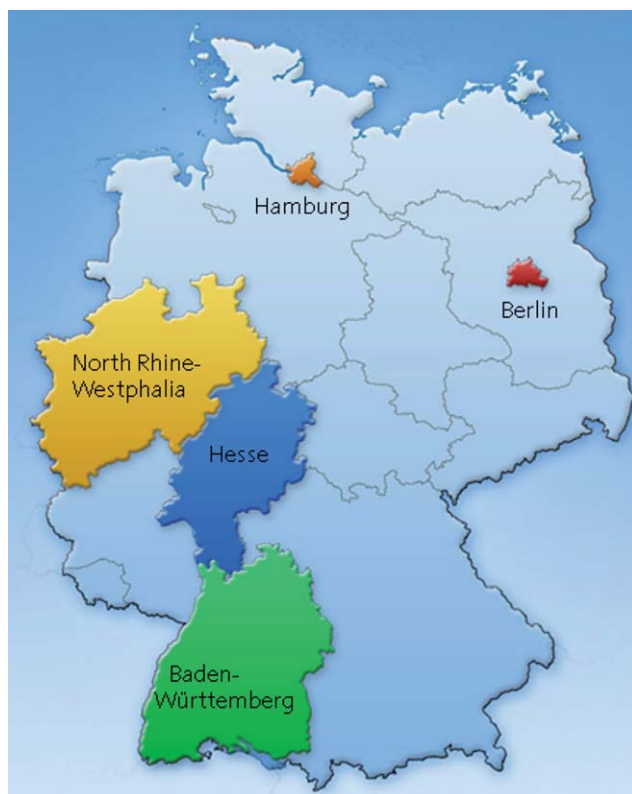 Hamburg
Berlin
North Rhine-
Westphalia
Hesse
Baden-
Württemberg